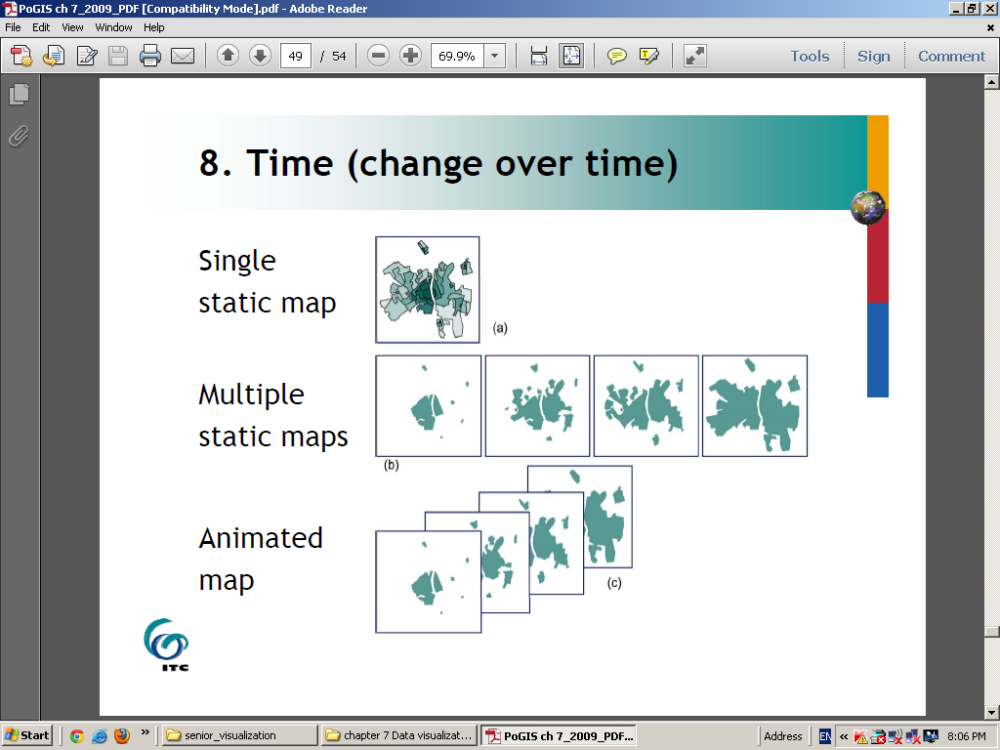 PoGIS ch 7_2009_PDF [Compatibility Mode].pdf - Adobe Reader
File Edit View Window Help
49 / 54 69.9% Tools Sign Comment
8. Time (change over time)
Single
static map
(a)
Multiple
static maps
(b)
Animated
map
(c)
ITC
Start » senior_visualization chapter 7 Data visualizat... PoGIS ch 7_2009_PDF... Address EN « 8:06 PM